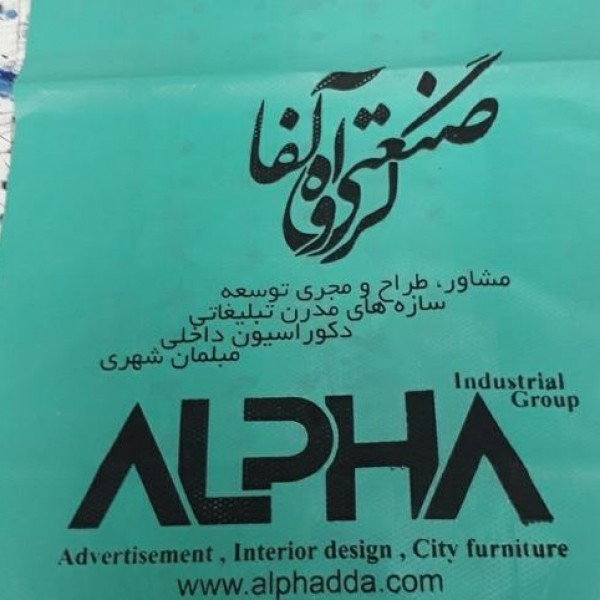 گروه صنعتی آلفا
مشاور، طراح و مجری توسعه
سازه های مدرن تبلیغاتی
دکوراسیون داخلی
مبلمان شهری
Industrial
Group
ALPHA
Advertisement , Interior design , City furniture
www.alphadda.com